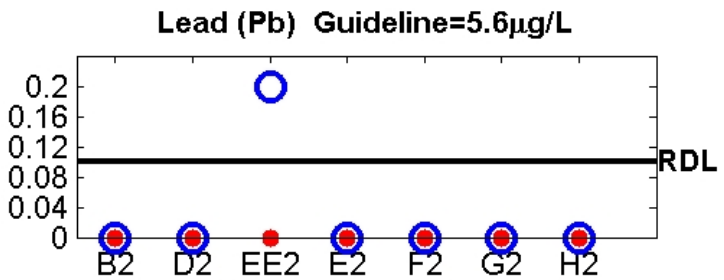 Lead (Pb) Guideline=5.6µg/L
0.2
0.16
0.12
0.08
0.04
0
RDL
B2 D2 EE2 E2 F2 G2 H2